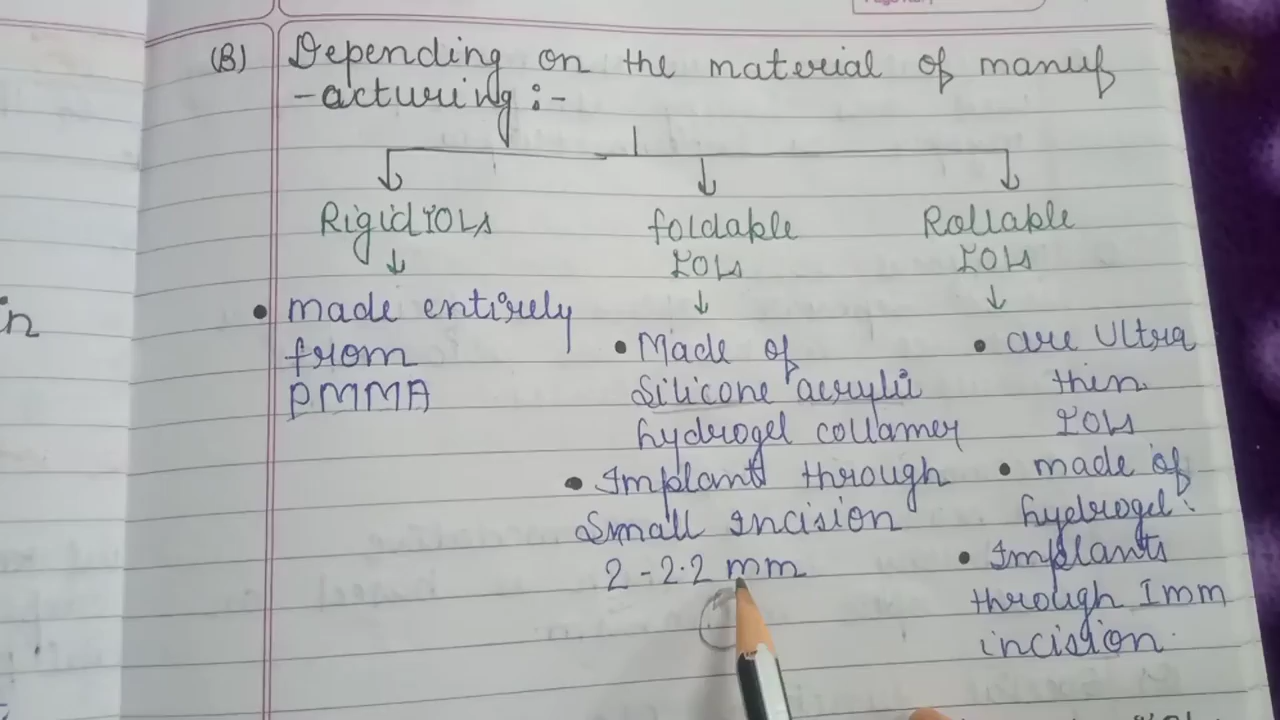 (B) Depending on the material of manuf
-acturing :-
Rigid IOLs
foldable
IOLs
Rollable
IOLs
• made entirely
from
PMMA
• Made of
Silicone acrylic
hydrogel collamer
• Implant through
Small incision
2 - 2.2 mm
• are Ultra
thin
IOLs
• made of
hydrogel.
• Implants
through 1mm
incision.